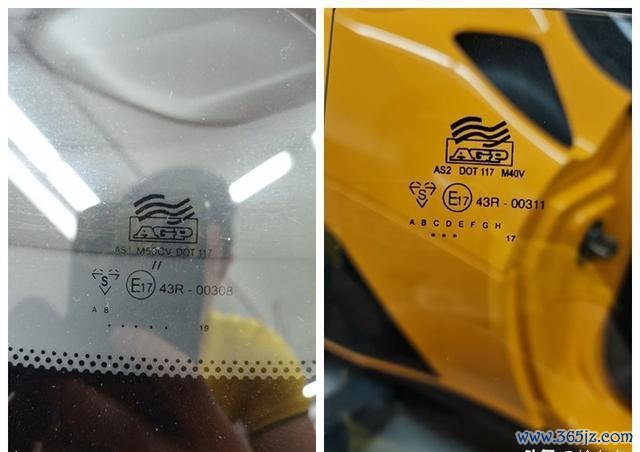 AGP
AS1 M50CV DOT 117
//
S E17 43R - 00308
A B
19
AGP
AS2 DOT 117 M40V
S E17 43R - 00311
A B C D E F G H
17
www.365jz.com